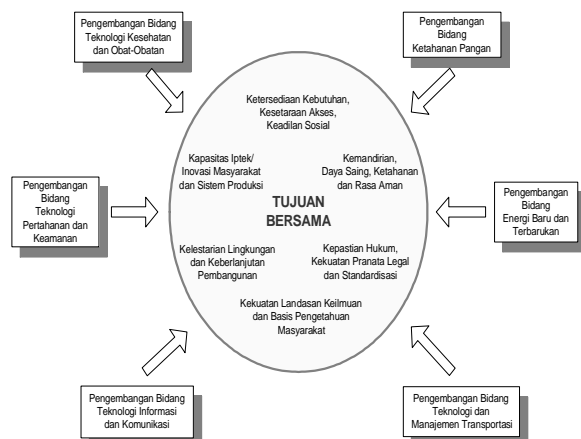 Pengembangan Bidang
Teknologi Kesehatan
dan Obat-Obatan
Pengembangan
Bidang
Ketahanan Pangan
Ketersediaan Kebutuhan,
Kesetaraan Akses,
Keadilan Sosial
Kapasitas Iptek/
Inovasi Masyarakat
dan Sistem Produksi
Kemandirian,
Daya Saing, Ketahanan
dan Rasa Aman
Pengembangan
Bidang
Teknologi
Pertahanan dan
Keamanan
TUJUAN
BERSAMA
Pengembangan
Bidang
Energi Baru dan
Terbarukan
Kelestarian Lingkungan
dan Keberlanjutan
Pembangunan
Kepastian Hukum,
Kekuatan Pranata Legal
dan Standardisasi
Kekuatan Landasan Keilmuan
dan Basis Pengetahuan
Masyarakat
Pengembangan Bidang
Teknologi Informasi
dan Komunikasi
Pengembangan Bidang
Teknologi dan
Manajemen Transportasi